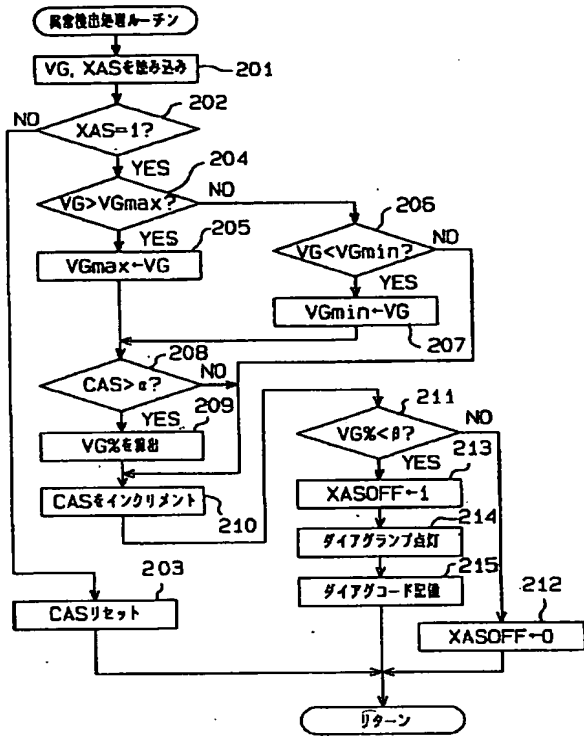 異常検出処理ルーチン
VG, XASを読み込み
201
202
NO
XAS=1?
YES
204
VG>VGmax?
NO
206
YES
205
VG<VGmin?
NO
VGmax←VG
YES
VGmin←VG
207
208
CAS>α?
NO
211
YES
209
VG%<β?
NO
VG%を算出
YES
213
CASをインクリメント
210
XASOFF←1
214
ダイアグランプ点灯
215
ダイアグコード記憶
203
CASリセット
212
XASOFF←0
リターン